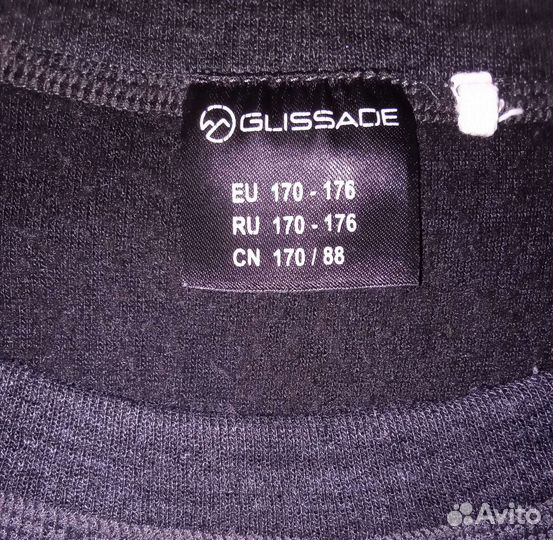 GLISSADE
EU 170 - 176
RU 170 - 176
CN 170 / 88
Avito